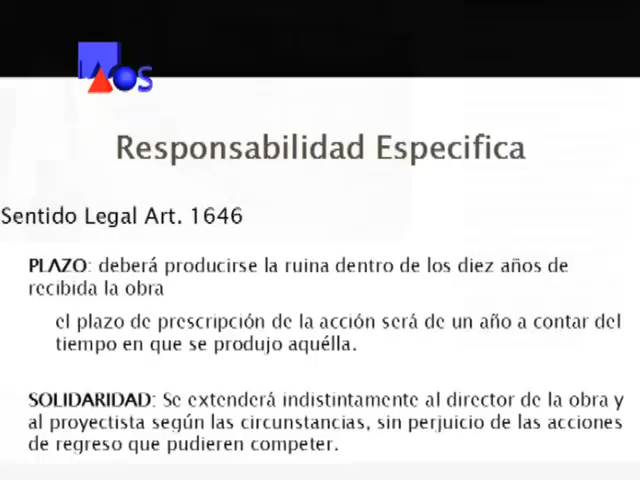 LAOS
Responsabilidad Especifica
Sentido Legal Art. 1646
PLAZO: deberá producirse la ruina dentro de los diez años de
recibida la obra
el plazo de prescripción de la acción será de un año a contar del
tiempo en que se produjo aquélla.
SOLIDARIDAD: Se extenderá indistintamente al director de la obra y
al proyectista según las circunstancias, sin perjuicio de las acciones
de regreso que pudieren competer.